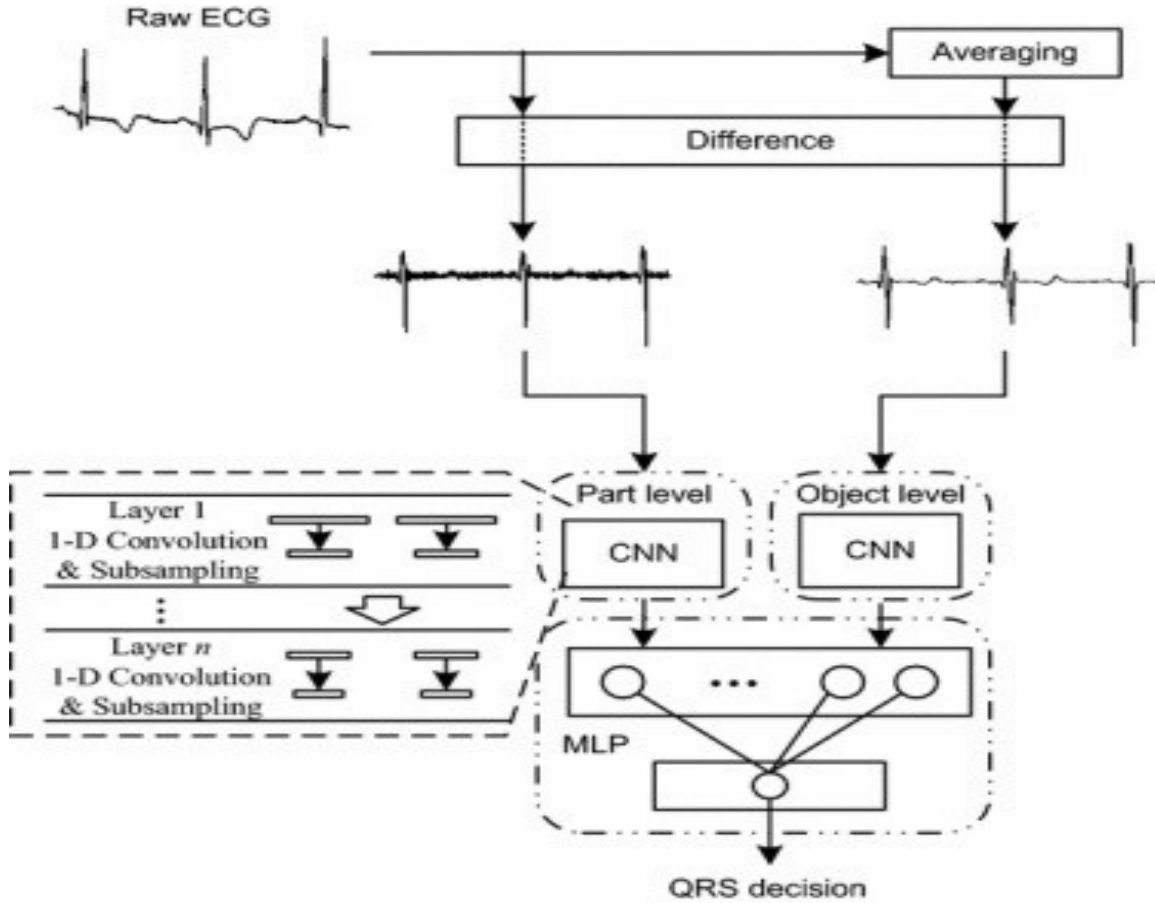 Raw ECG
Averaging
Difference
Part level
CNN
Object level
CNN
Layer 1
1-D Convolution
& Subsampling
Layer n
1-D Convolution
& Subsampling
MLP
QRS decision